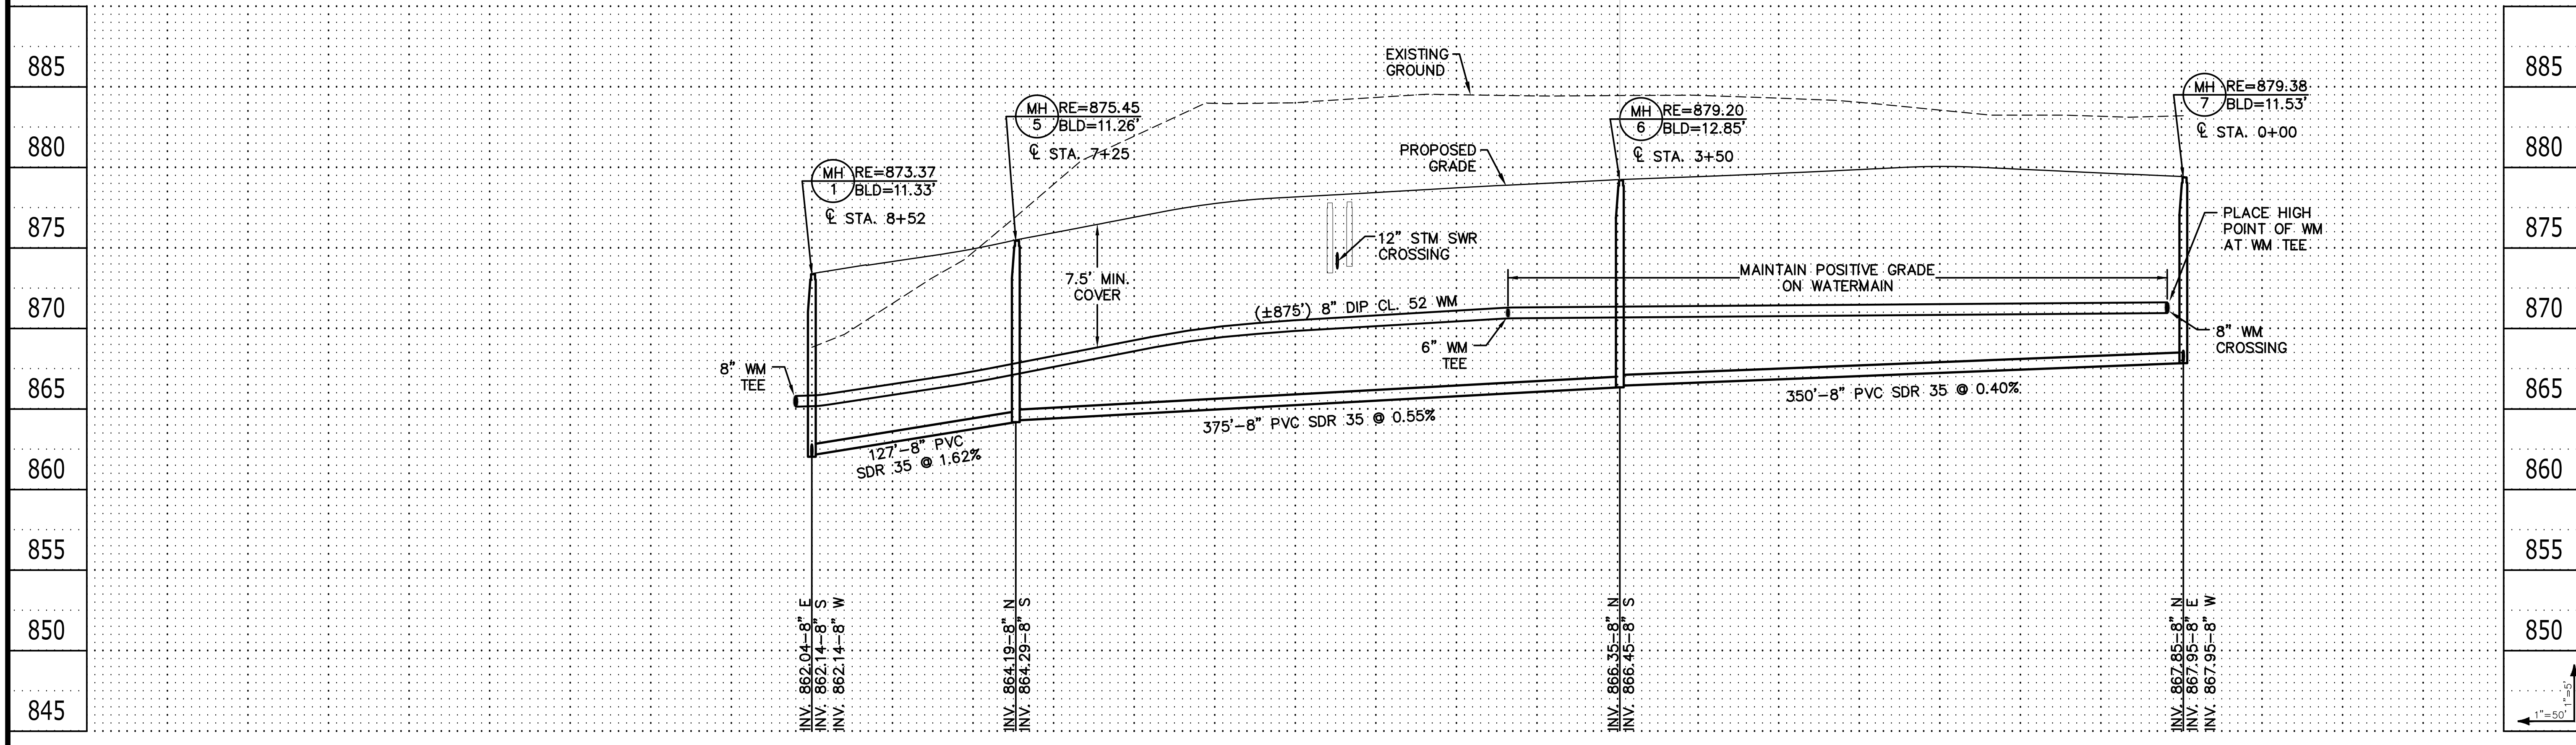 885
880
875
870
865
860
855
850
845
MH
1
RE=873.37
BLD=11.33'
℄ STA. 8+52
MH
5
RE=875.45
BLD=11.26'
℄ STA. 7+25
EXISTING
GROUND
PROPOSED
GRADE
MH
6
RE=879.20
BLD=12.85'
℄ STA. 3+50
MH
7
RE=879.38
BLD=11.53'
℄ STA. 0+00
12" STM SWR
CROSSING
7.5' MIN.
COVER
(±875') 8" DIP CL. 52 WM
MAINTAIN POSITIVE GRADE
ON WATERMAIN
PLACE HIGH
POINT OF WM
AT WM TEE
8" WM
CROSSING
8" WM
TEE
6" WM
TEE
127'-8" PVC
SDR 35 @ 1.62%
375'-8" PVC SDR 35 @ 0.55%
350'-8" PVC SDR 35 @ 0.40%
INV. 862.04-8" E
INV. 862.14-8" S
INV. 862.14-8" W
INV. 864.19-8" N
INV. 864.29-8" S
INV. 866.35-8" N
INV. 866.45-8" S
INV. 867.85-8" N
INV. 867.95-8" E
INV. 867.95-8" W
885
880
875
870
865
860
855
850
1"=5'
1"=50'